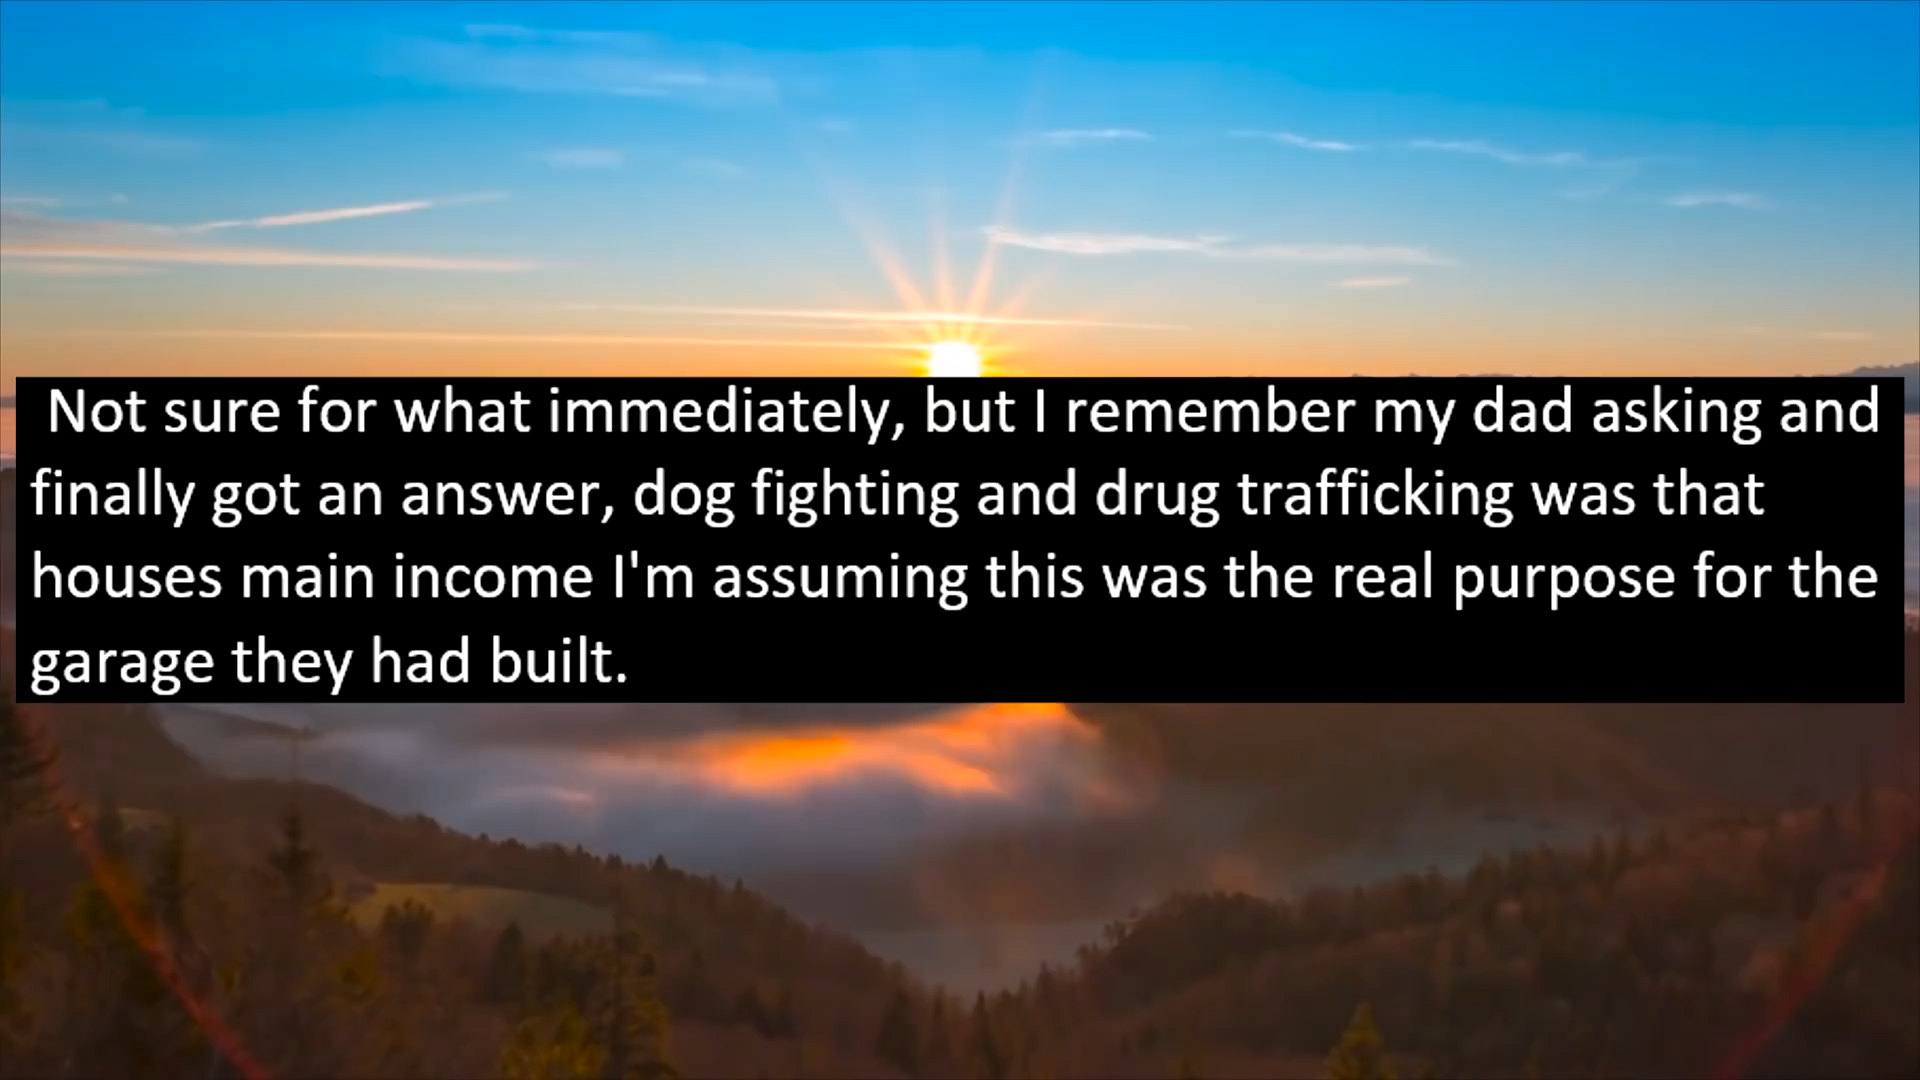 Not sure for what immediately, but I remember my dad asking and
finally got an answer, dog fighting and drug trafficking was that
houses main income I'm assuming this was the real purpose for the
garage they had built.